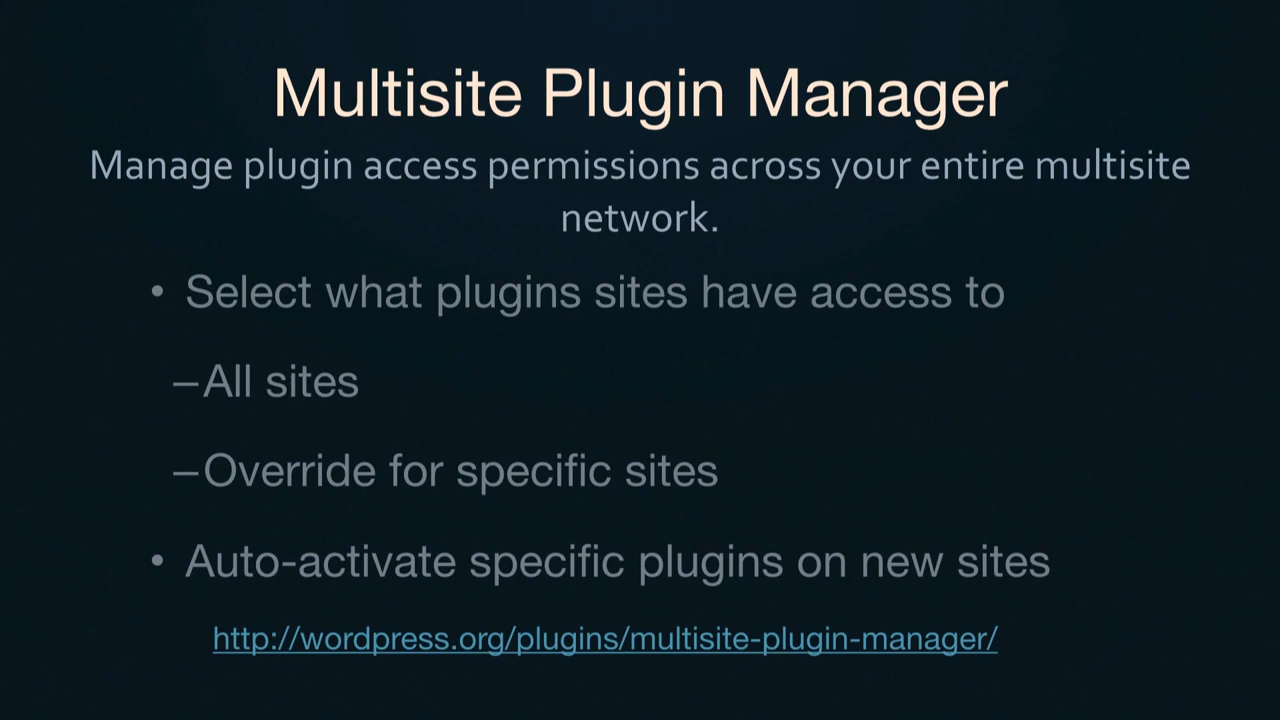 Multisite Plugin Manager
Manage plugin access permissions across your entire multisite
network.
• Select what plugins sites have access to
–All sites
–Override for specific sites
• Auto-activate specific plugins on new sites
http://wordpress.org/plugins/multisite-plugin-manager/